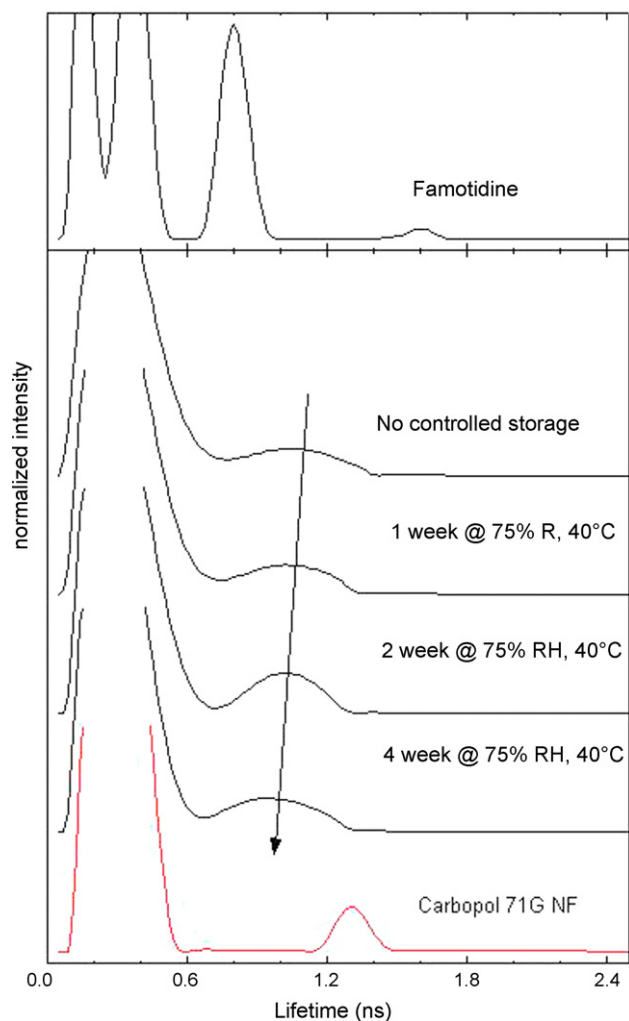 Famotidine
normalized intensity
No controlled storage
1 week @ 75% R, 40°C
2 week @ 75% RH, 40°C
4 week @ 75% RH, 40°C
Carbopol 71G NF
0.0 0.6 1.2 1.8 2.4
Lifetime (ns)